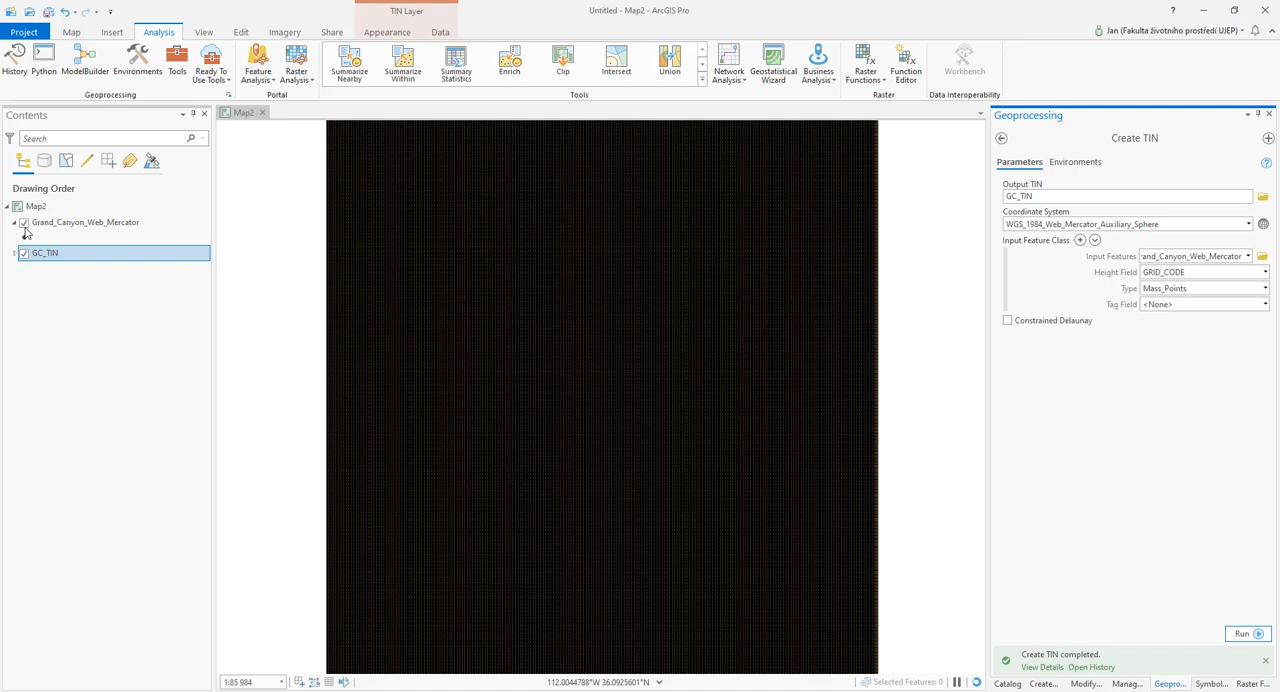 TIN Layer
Untitled - Map2 - ArcGIS Pro
?
Project Map Insert Analysis View Edit Imagery Share Appearance Data
Jan (Fakulta životního prostředí UJEP)
History Python ModelBuilder Environments Tools Ready To Use Tools
Feature Analysis Raster Analysis
Summarize Nearby Summarize Within Summary Statistics Enrich Clip Intersect Union
Network Analysis Geostatistical Wizard Business Analysis
Raster Functions Function Editor
Workbench
Geoprocessing Portal Tools Raster Data Interoperability
Contents
Search
Drawing Order
Map2
Grand_Canyon_Web_Mercator
GC_TIN
Map2
1:85 984
112.0044788°W 36.0925601°N
Selected Features: 0
Geoprocessing
Create TIN
Parameters Environments
?
Output TIN
GC_TIN
Coordinate System
WGS_1984_Web_Mercator_Auxiliary_Sphere
Input Feature Class
Input Features rand_Canyon_Web_Mercator
Height Field GRID_CODE
Type Mass_Points
Tag Field <None>
Constrained Delaunay
Run
Create TIN completed.
View Details Open History
Catalog Create... Modify... Manag... Geopro... Symbol... Raster F...